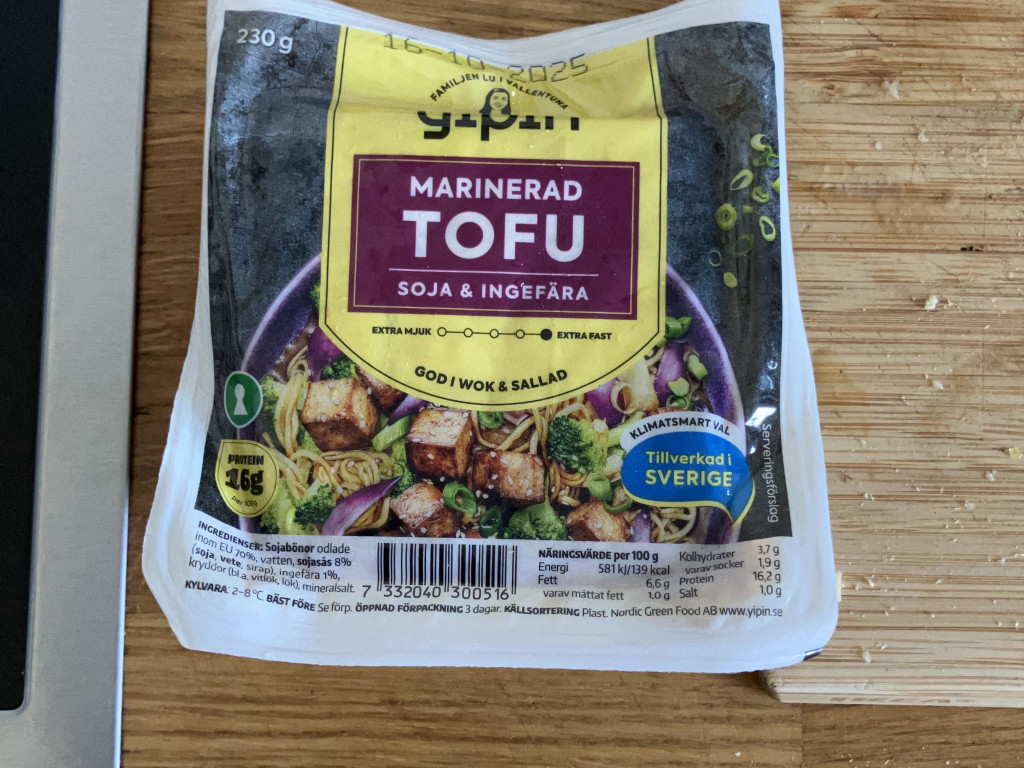 230 g
16-10 2025
FAMILJEN LU I VALLENTUNA
yipin
MARINERAD
TOFU
SOJA & INGEFÄRA
EXTRA MJUK EXTRA FAST
GOD I WOK & SALLAD
KLIMATSMART VAL
Tillverkad i
SVERIGE
Serveringsförslag
PROTEIN
16g
per 100g
INGREDIENSER: Sojabönor odlade
inom EU 70%, vatten, sojasås 8%
(soja, vete, sirap), ingefära 1%,
kryddor (bl.a. vitlök, lök), mineralsalt.
7 332040 300516
NÄRINGSVÄRDE per 100 g
Energi 581 kJ/139 kcal
Fett 6,6 g
varav mättat fett 1,0 g
Kolhydrater 3,7 g
varav socker 1,9 g
Protein 16,2 g
Salt 1,0 g
KYLVARA: 2–8 °C. BÄST FÖRE Se förp. ÖPPNAD FÖRPACKNING 3 dagar. KÄLLSORTERING Plast. Nordic Green Food AB www.yipin.se